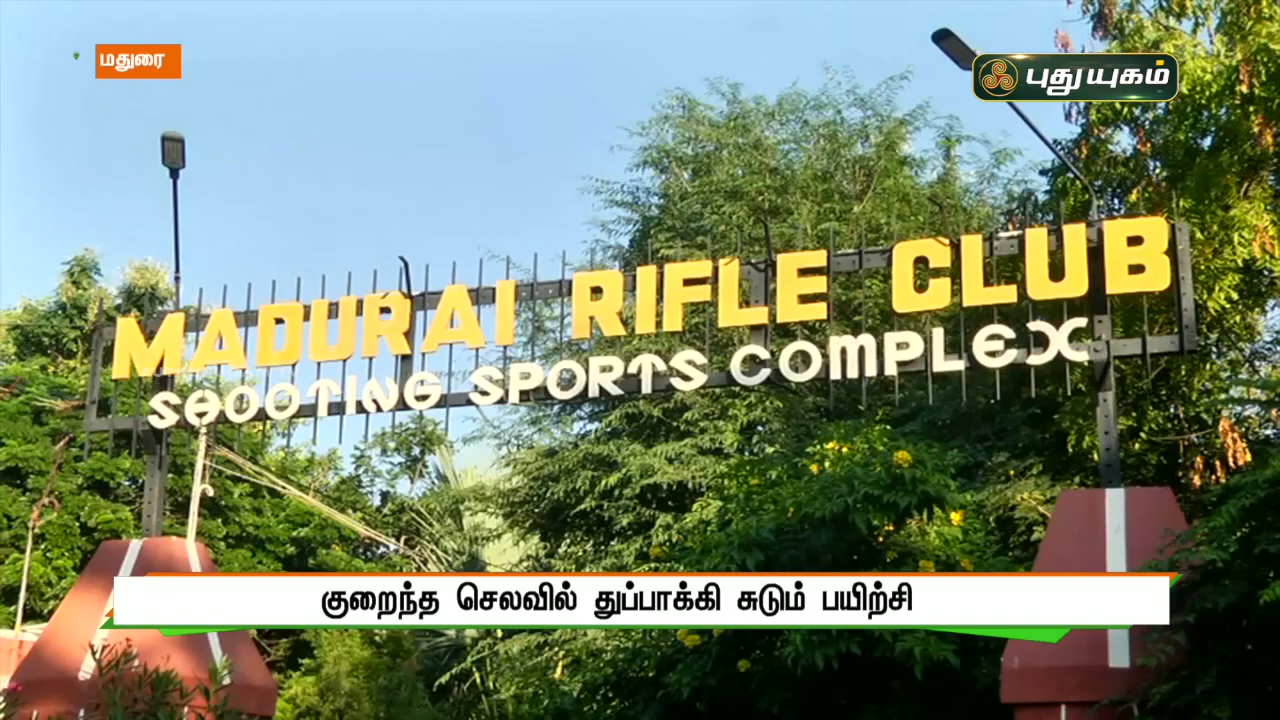 மதுரை
புதுயுகம்
MADURAI RIFLE CLUB
SHOOTING SPORTS COMPLEX
குறைந்த செலவில் துப்பாக்கி சுடும் பயிற்சி